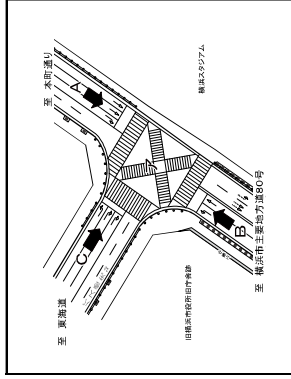 至 本町通り
A
横浜スタジアム
至 東海道
C
ア
B
旧横浜市役所旧庁舎跡
至 横浜市主要地方道80号